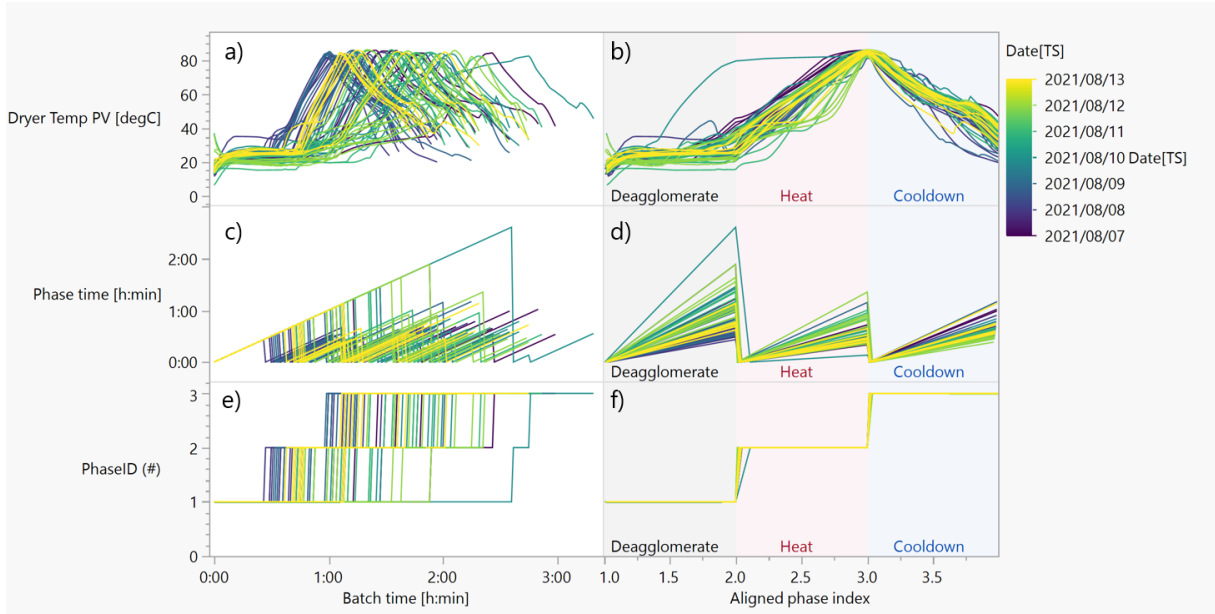 a)
b)
Date[TS]
80
60
40
20
0
Dryer Temp PV [degC]
Deagglomerate
Heat
Cooldown
2021/08/13
2021/08/12
2021/08/11
2021/08/10 Date[TS]
2021/08/09
2021/08/08
2021/08/07
c)
d)
2:00
1:00
0:00
Phase time [h:min]
Deagglomerate
Heat
Cooldown
e)
f)
3
2
1
0
PhaseID (#)
Deagglomerate
Heat
Cooldown
0:00
1:00
2:00
3:00
1.0
1.5
2.0
2.5
3.0
3.5
Batch time [h:min]
Aligned phase index